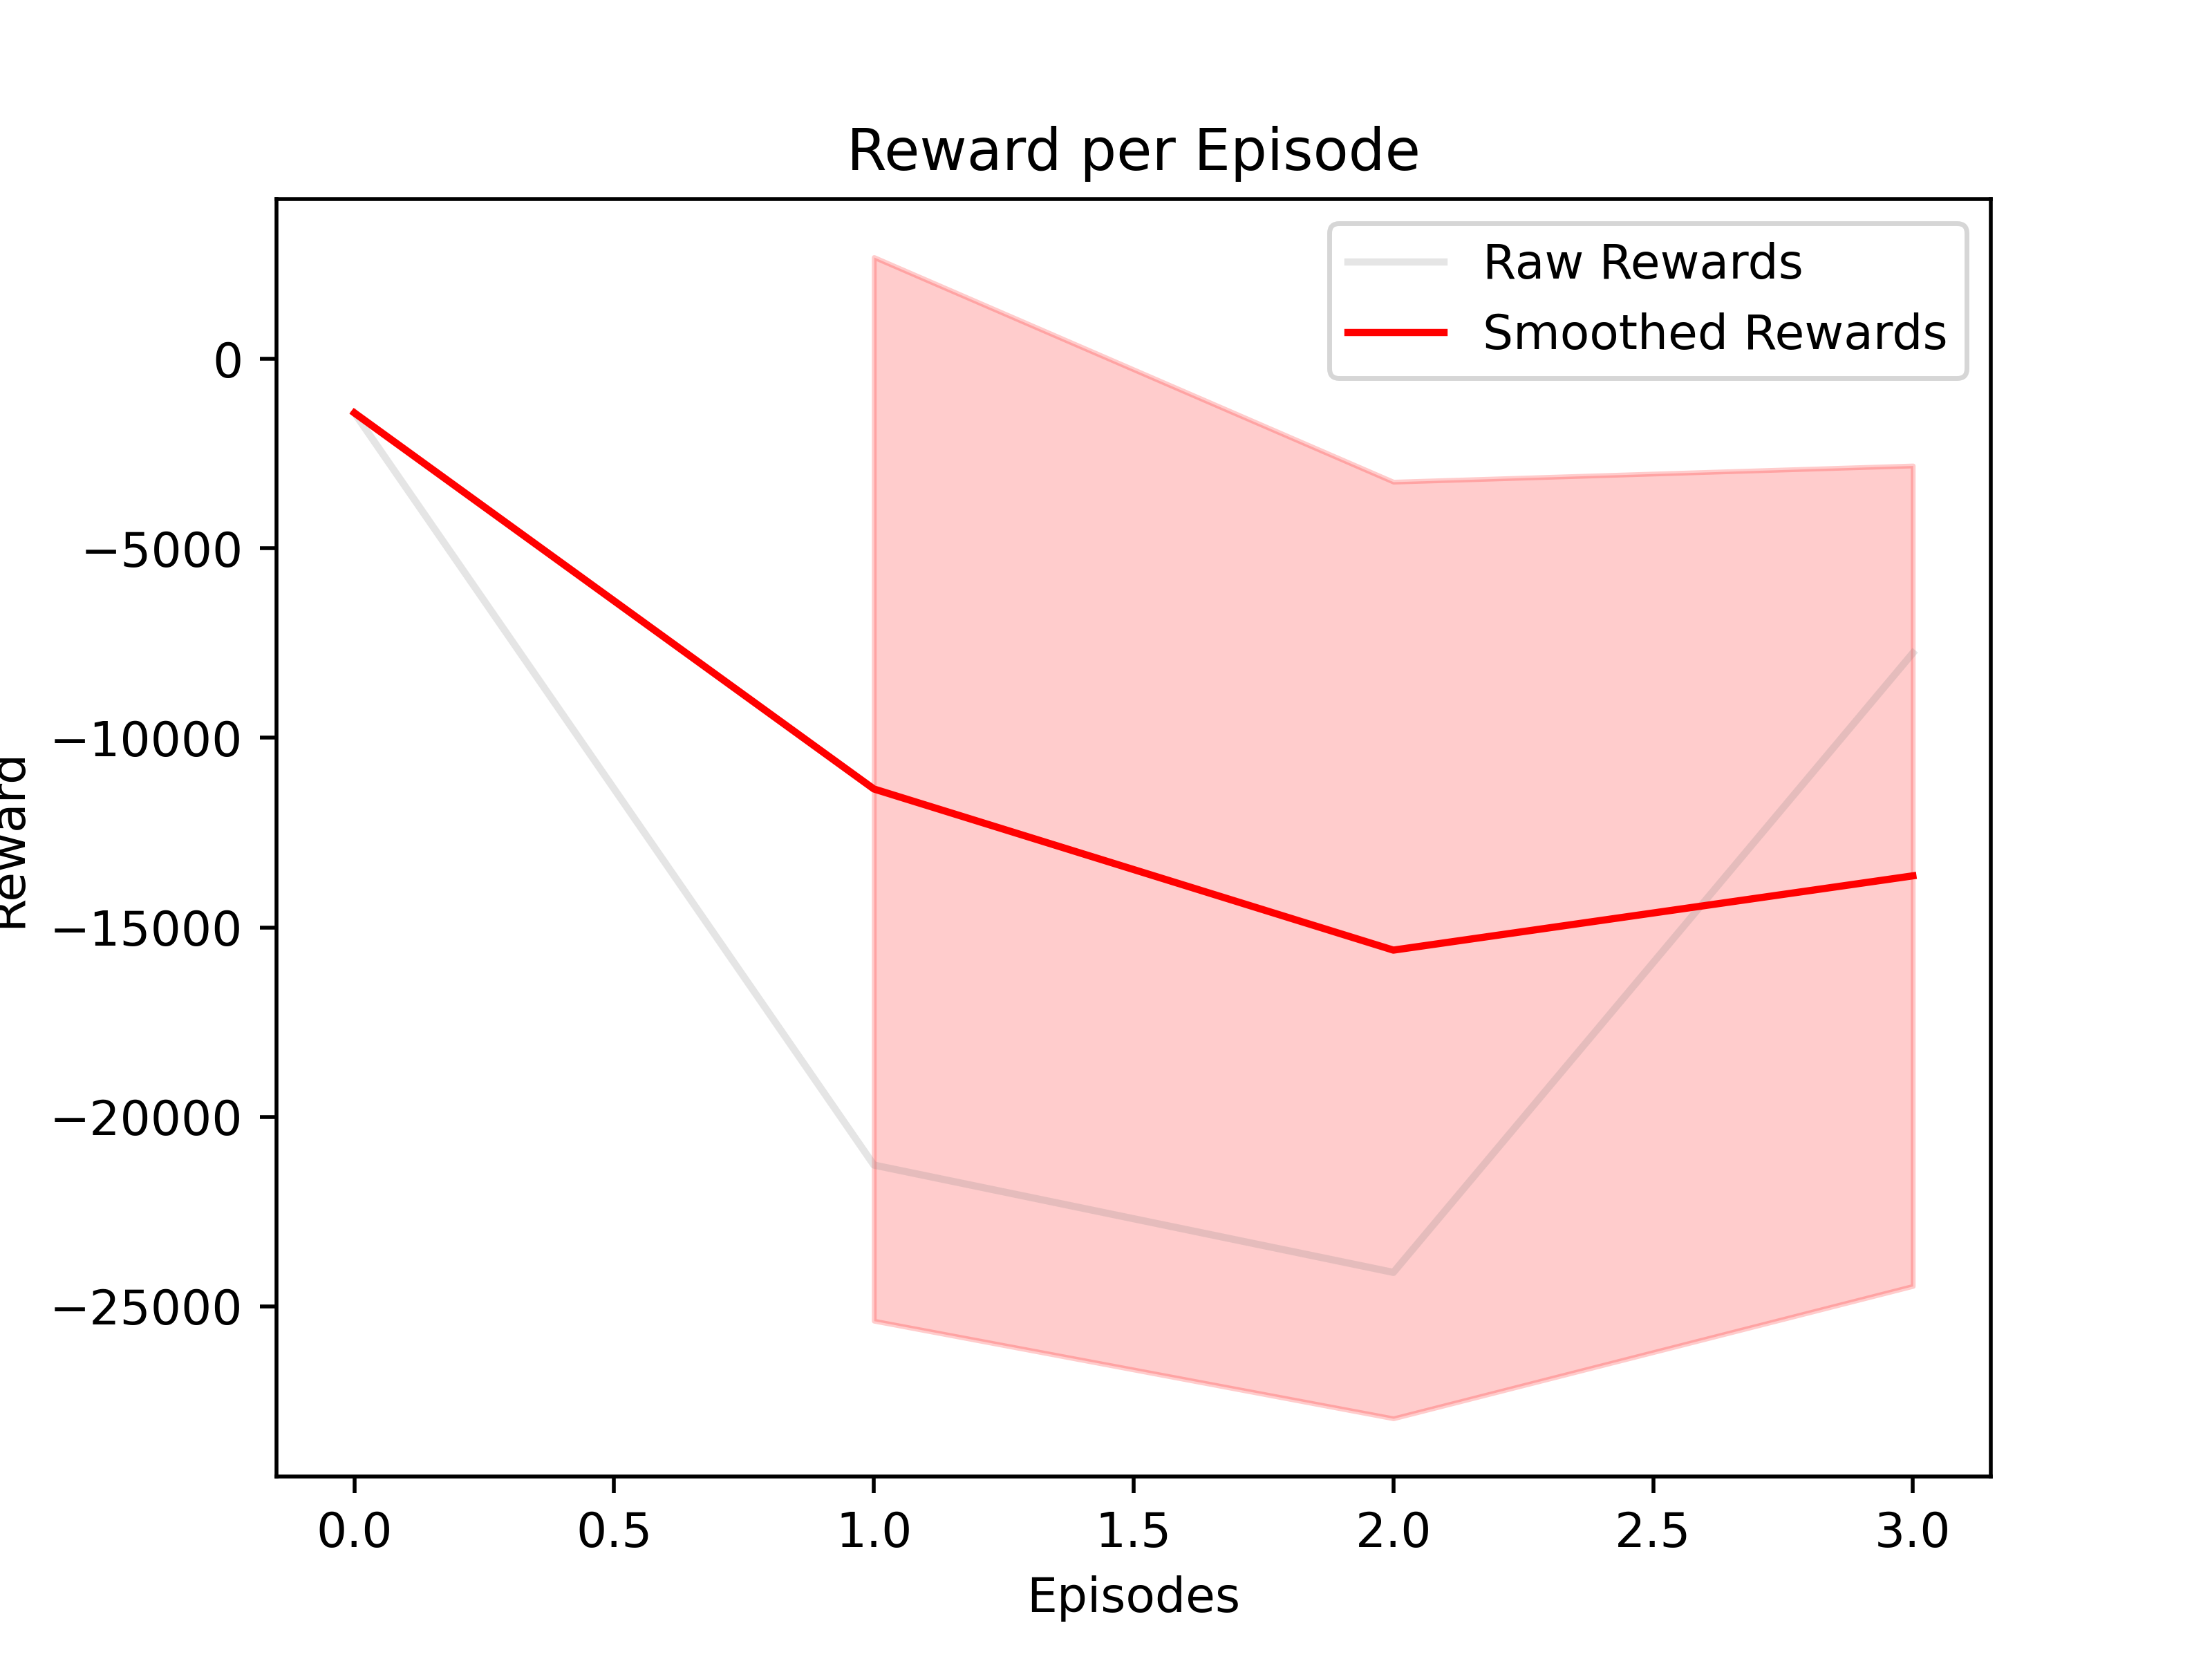 Reward per Episode
Raw Rewards
Smoothed Rewards
0
−5000
−10000
−15000
−20000
−25000
Reward
0.0 0.5 1.0 1.5 2.0 2.5 3.0
Episodes